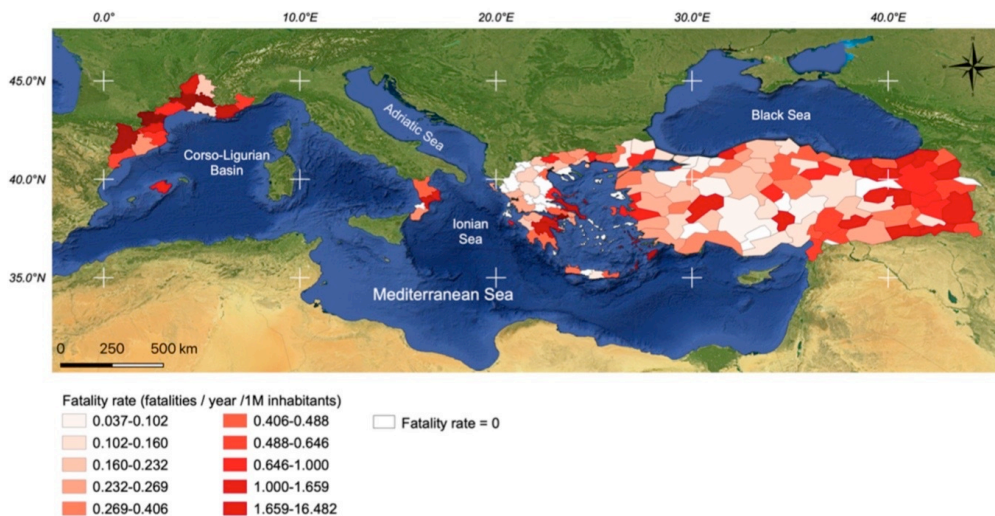 0.0° 10.0°E 20.0°E 30.0°E 40.0°E
45.0°N
Adriatic Sea
Black Sea
Corso-Ligurian
Basin
40.0°N
Ionian
Sea
35.0°N
Mediterranean Sea
0 250 500 km
Fatality rate (fatalities / year /1M inhabitants)
0.037-0.102 0.406-0.488 Fatality rate = 0
0.102-0.160 0.488-0.646
0.160-0.232 0.646-1.000
0.232-0.269 1.000-1.659
0.269-0.406 1.659-16.482